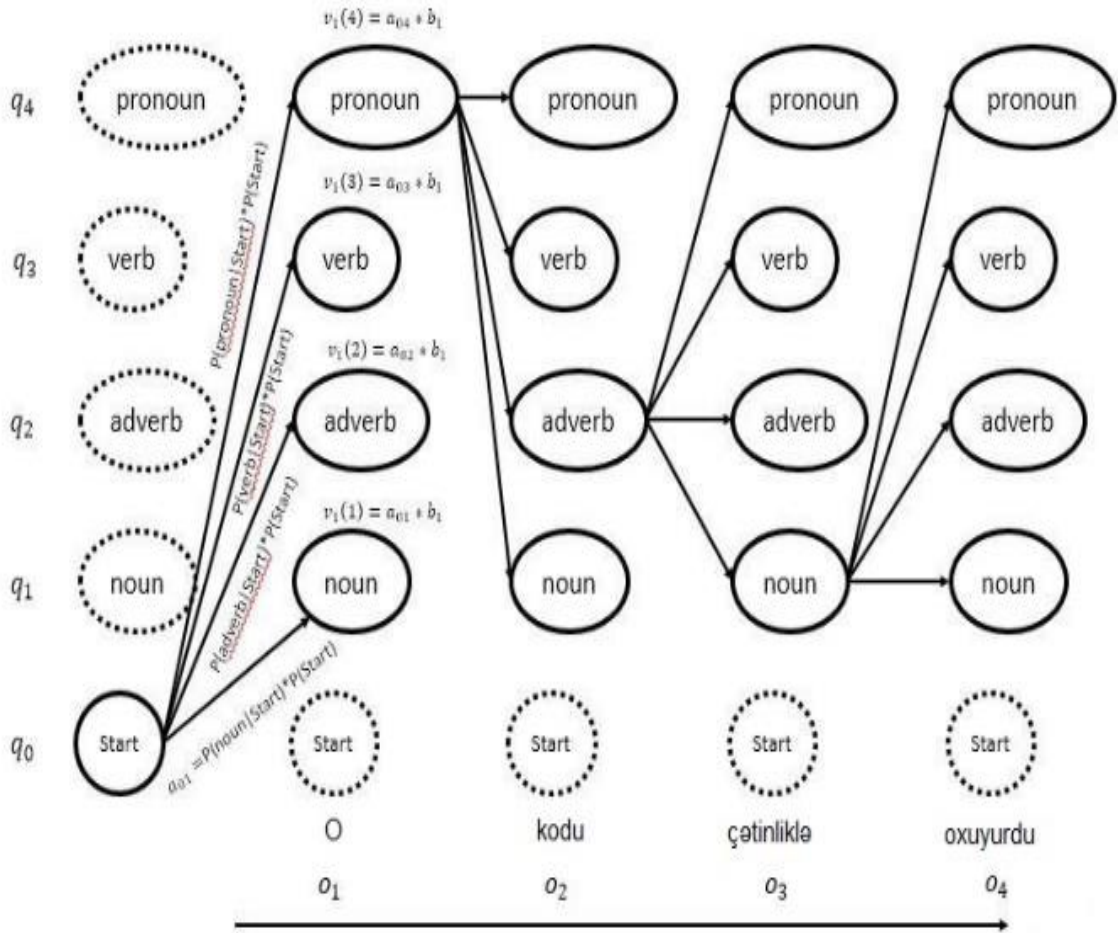 v₁(4) = a₀₄ * b₁
q₄ pronoun pronoun pronoun pronoun pronoun
P(pronoun|Start)*P(Start)
v₁(3) = a₀₃ * b₁
q₃ verb verb verb verb verb
P(verb|Start)*P(Start)
v₁(2) = a₀₂ * b₁
q₂ adverb adverb adverb adverb adverb
P(adverb|Start)*P(Start)
v₁(1) = a₀₁ * b₁
q₁ noun noun noun noun noun
a₀₁ =P(noun|Start)*P(Start)
q₀ Start Start Start Start Start
O kodu çətinliklə oxuyurdu
o₁ o₂ o₃ o₄